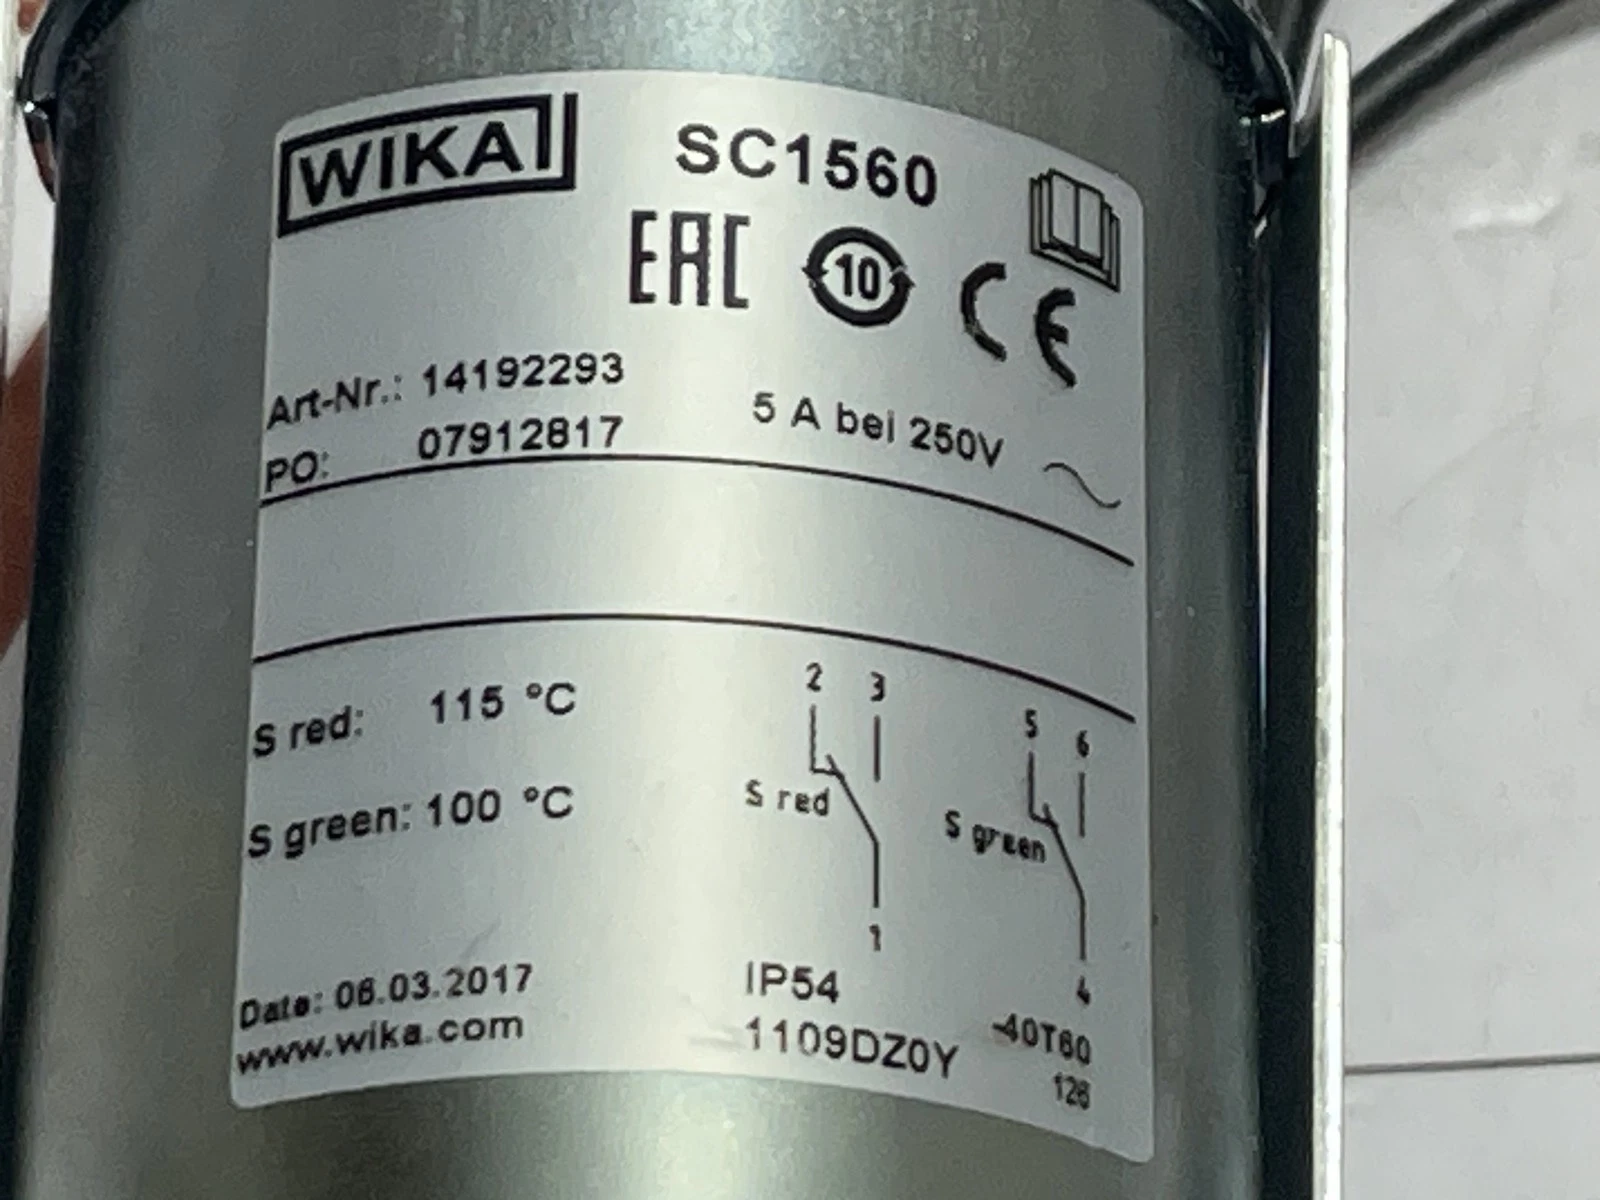 WIKA
SC1560
EAC
10
CE
Art-Nr.: 14192293
PO: 07912817
5 A bei 250V ~
S red: 115 °C
S green: 100 °C
2 3
S red
1
5 6
S green
4
Date: 06.03.2017
www.wika.com
IP54
1109DZ0Y
-40T60
126